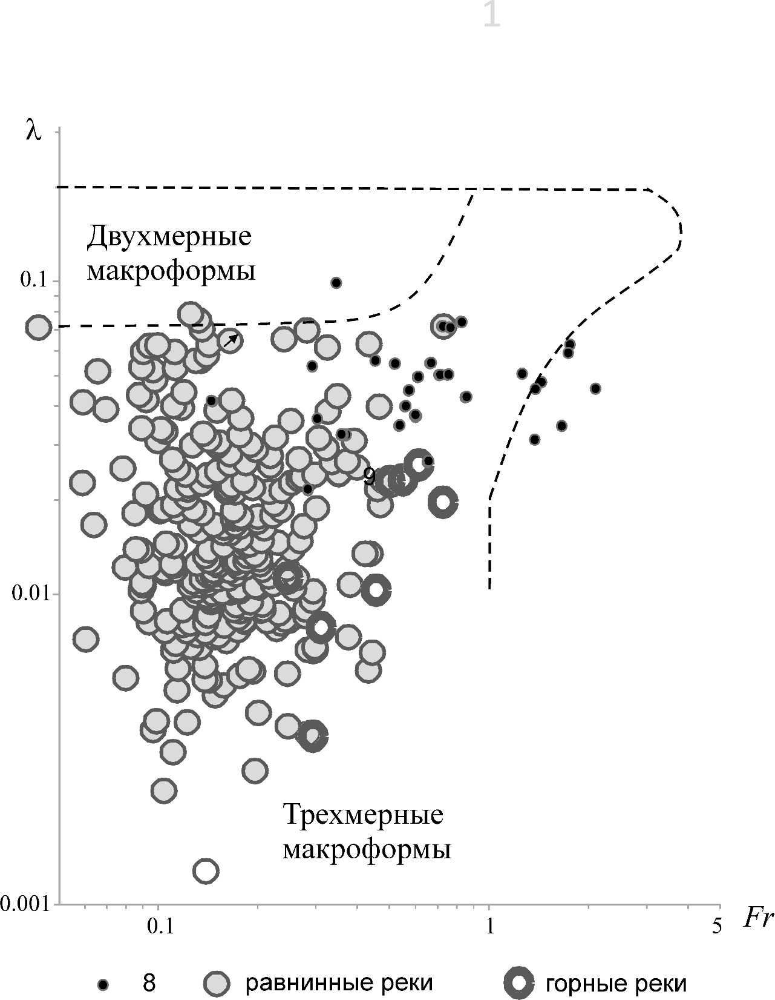 1
λ
Двухмерные
макроформы
0.1
9
0.01
Трехмерные
макроформы
0.001
0.1
1
5
Fr
8
равнинные реки
горные реки